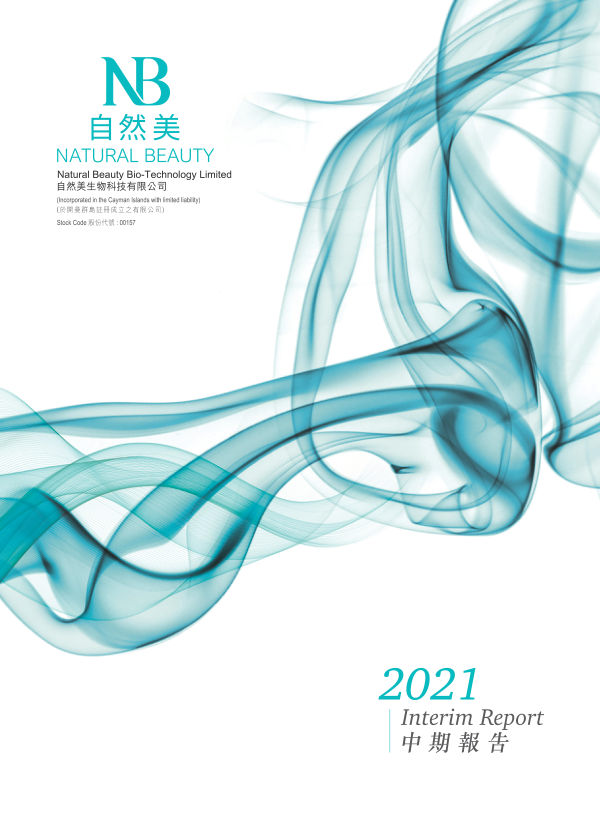 NB
自然美
NATURAL BEAUTY
Natural Beauty Bio-Technology Limited
自然美生物科技有限公司
(Incorporated in the Cayman Islands with limited liability)
(於開曼群島註冊成立之有限公司)
Stock Code 股份代號 : 00157
2021
Interim Report
中期報告